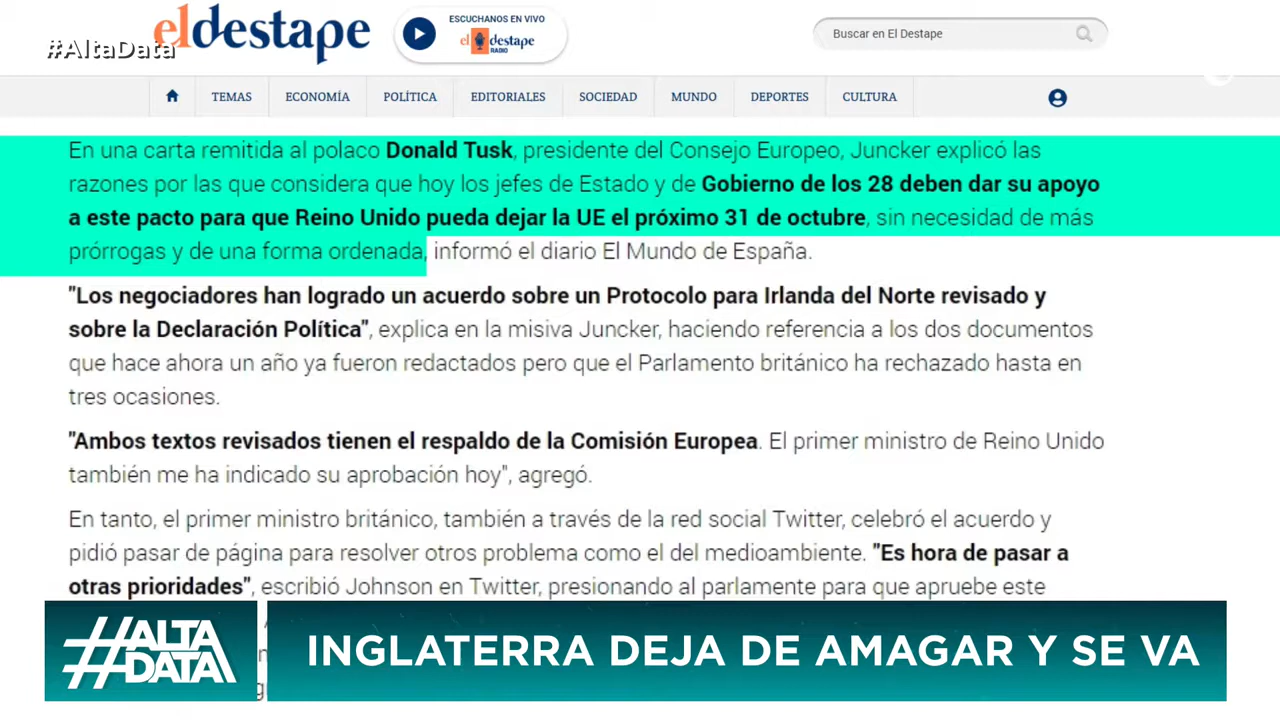 #AltaData
eldestape
ESCUCHANOS EN VIVO
el destape
RADIO
Buscar en El Destape
TEMAS ECONOMÍA POLÍTICA EDITORIALES SOCIEDAD MUNDO DEPORTES CULTURA
En una carta remitida al polaco Donald Tusk, presidente del Consejo Europeo, Juncker explicó las
razones por las que considera que hoy los jefes de Estado y de Gobierno de los 28 deben dar su apoyo
a este pacto para que Reino Unido pueda dejar la UE el próximo 31 de octubre, sin necesidad de más
prórrogas y de una forma ordenada, informó el diario El Mundo de España.
"Los negociadores han logrado un acuerdo sobre un Protocolo para Irlanda del Norte revisado y
sobre la Declaración Política", explica en la misiva Juncker, haciendo referencia a los dos documentos
que hace ahora un año ya fueron redactados pero que el Parlamento británico ha rechazado hasta en
tres ocasiones.
"Ambos textos revisados tienen el respaldo de la Comisión Europea. El primer ministro de Reino Unido
también me ha indicado su aprobación hoy", agregó.
En tanto, el primer ministro británico, también a través de la red social Twitter, celebró el acuerdo y
pidió pasar de página para resolver otros problema como el del medioambiente. "Es hora de pasar a
otras prioridades", escribió Johnson en Twitter, presionando al parlamente para que apruebe este
#ALTA
DATA
INGLATERRA DEJA DE AMAGAR Y SE VA